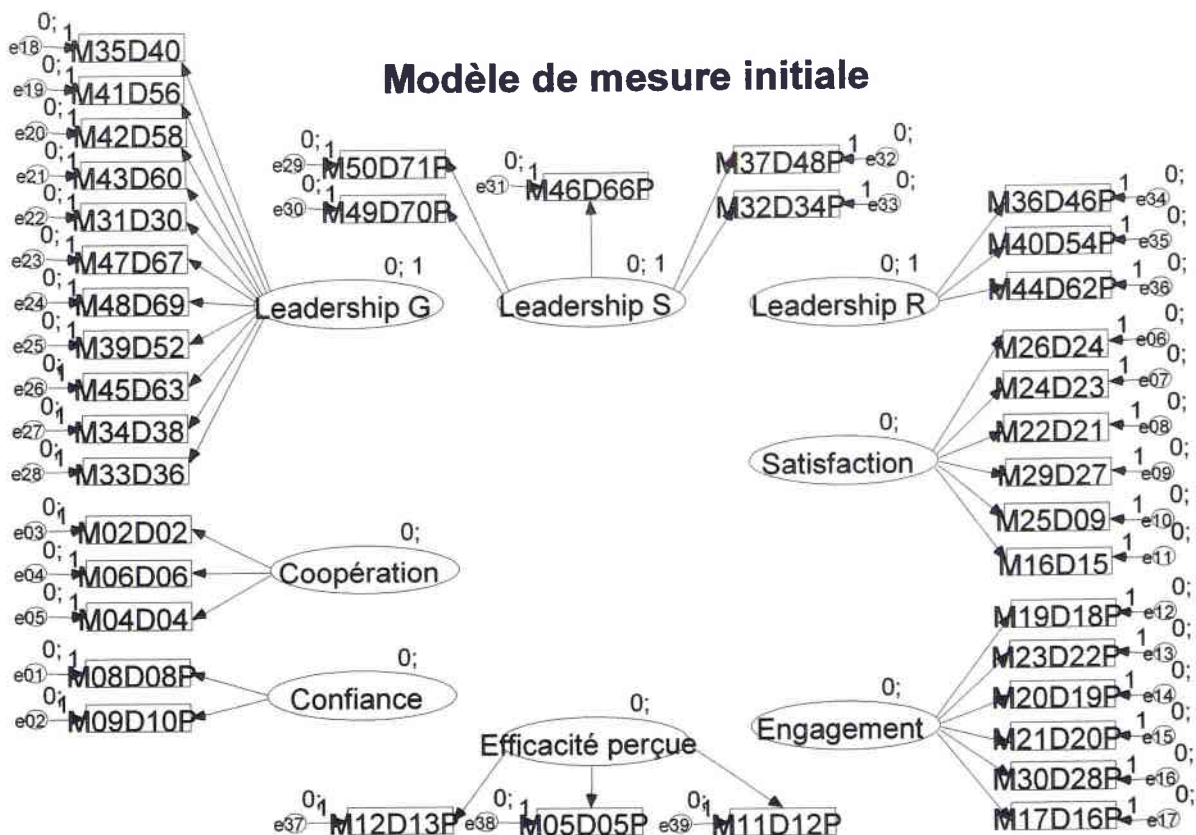 Modèle de mesure initiale
0; 1
e18 M35D40
0; 1
e19 M41D56
0; 1
e20 M42D58
0; 1
e21 M43D60
0; 1
e22 M31D30
0; 1
e23 M47D67
0; 1
e24 M48D69
0; 1
e25 M39D52
0; 1
e26 M45D63
0; 1
e27 M34D38
0; 1
e28 M33D36
0; 1
Leadership G
0; 1
e29 M50D71P
0; 1
e30 M49D70P
0; 1
e31 M46D66P
1 0;
M37D48P e32
1 0;
M32D34P e33
0; 1
Leadership S
1 0;
M36D46P e34
1 0;
M40D54P e35
1 0;
M44D62P e36
0; 1
Leadership R
1 0;
M26D24 e06
1 0;
M24D23 e07
1 0;
M22D21 e08
1 0;
M29D27 e09
1 0;
M25D09 e10
1 0;
M16D15 e11
0;
Satisfaction
0; 1
e03 M02D02
0; 1
e04 M06D06
0; 1
e05 M04D04
0;
Coopération
0; 1
e01 M08D08P
0; 1
e02 M09D10P
0;
Confiance
1 0;
M19D18P e12
1 0;
M23D22P e13
1 0;
M20D19P e14
1 0;
M21D20P e15
1 0;
M30D28P e16
1 0;
M17D16P e17
0;
Engagement
0;
Efficacité perçue
0; 1
e37 M12D13P
0; 1
e38 M05D05P
0; 1
e39 M11D12P